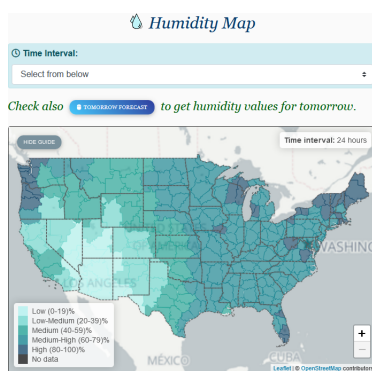 Humidity Map
Time Interval:
Select from below
Check also TOMORROW FORECAST to get humidity values for tomorrow.
HIDE GUIDE
Time interval: 24 hours
WASHING
LOS ANGELES
Low (0-19)%
Low-Medium (20-39)%
Medium (40-59)%
Medium-High (60-79)%
High (80-100)%
No data
MÉXICO
CUBA
+
−
Leaflet | © OpenStreetMap contributors